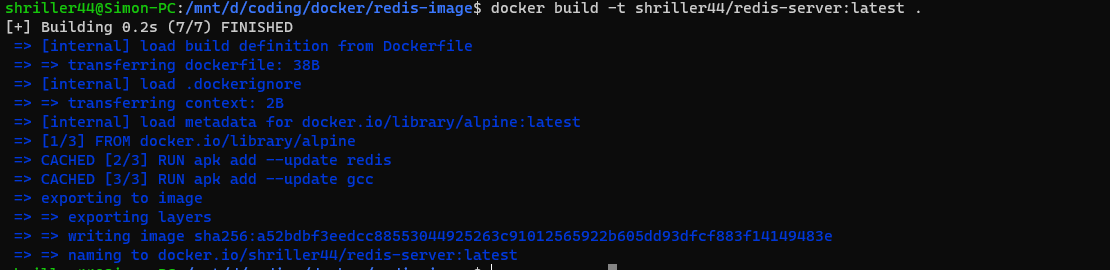 shriller44@Simon-PC:/mnt/d/coding/docker/redis-image$ docker build -t shriller44/redis-server:latest .
[+] Building 0.2s (7/7) FINISHED
=> [internal] load build definition from Dockerfile
=> => transferring dockerfile: 38B
=> [internal] load .dockerignore
=> => transferring context: 2B
=> [internal] load metadata for docker.io/library/alpine:latest
=> [1/3] FROM docker.io/library/alpine
=> CACHED [2/3] RUN apk add --update redis
=> CACHED [3/3] RUN apk add --update gcc
=> exporting to image
=> => exporting layers
=> => writing image sha256:a52bdbf3eedcc88553044925263c91012565922b605dd93dfcf883f14149483e
=> => naming to docker.io/shriller44/redis-server:latest